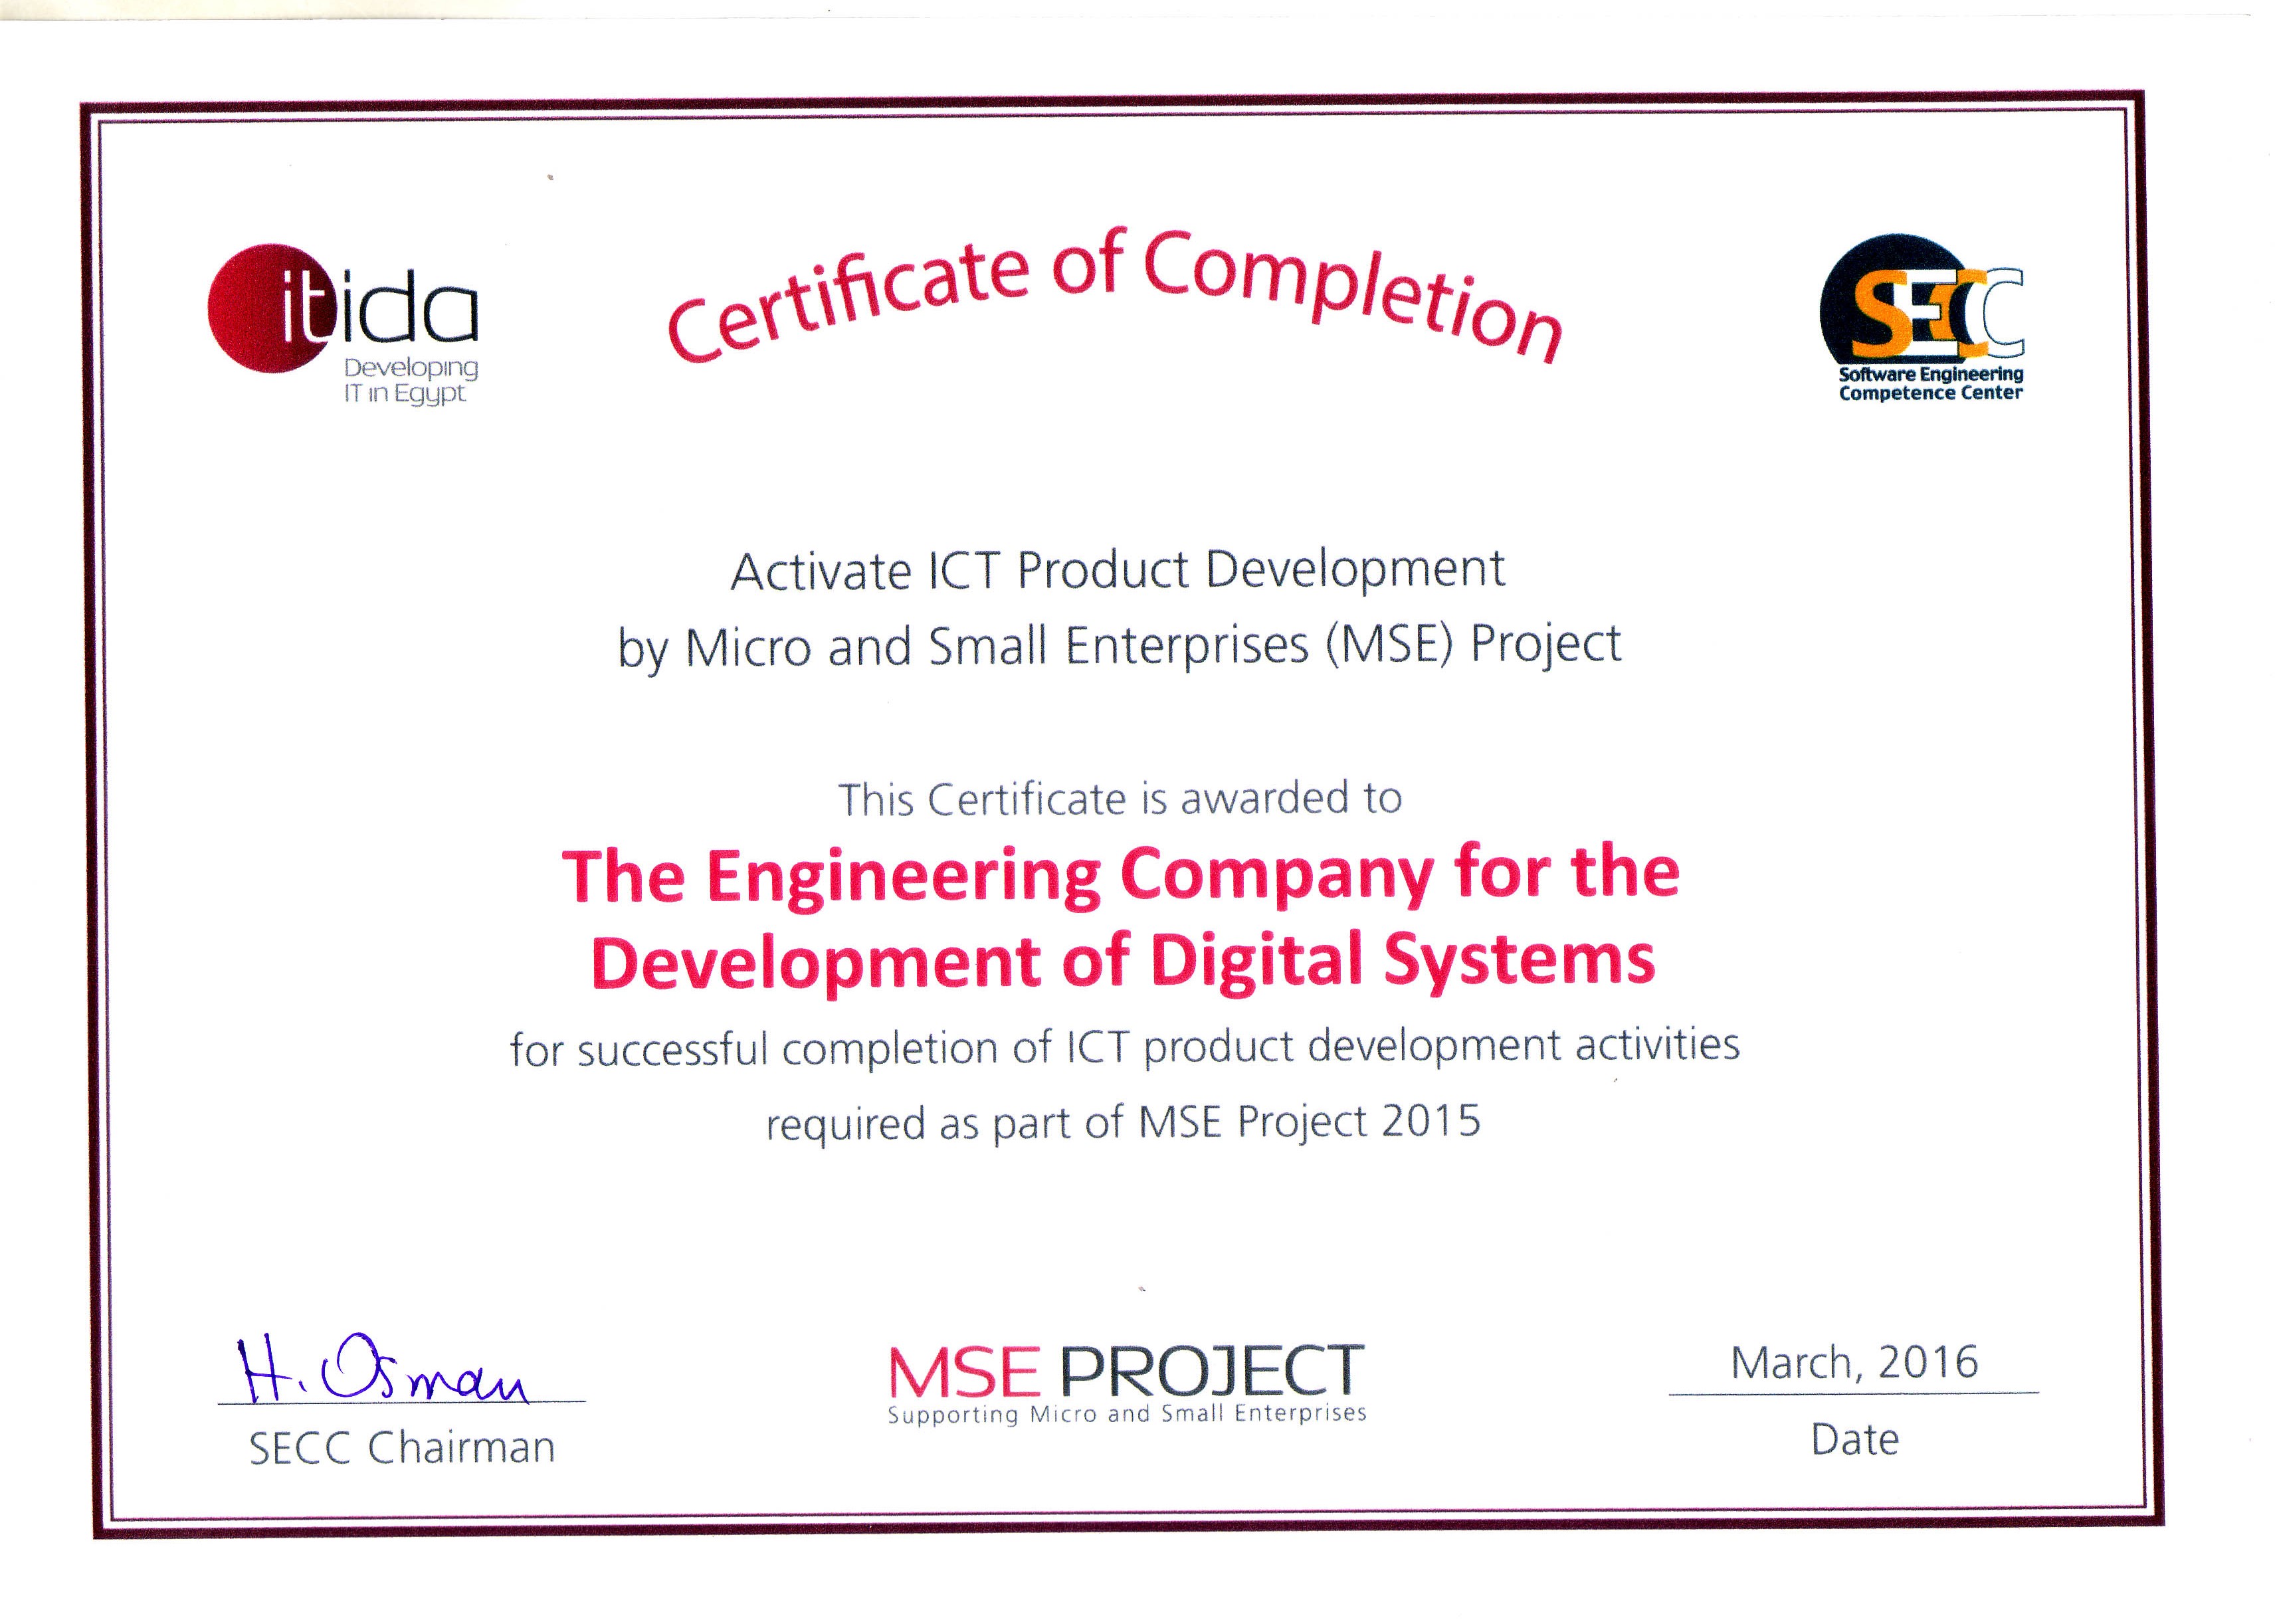 itida
Developing
IT in Egypt
Certificate of Completion
SECC
Software Engineering
Competence Center
Activate ICT Product Development
by Micro and Small Enterprises (MSE) Project
This Certificate is awarded to
The Engineering Company for the
Development of Digital Systems
for successful completion of ICT product development activities
required as part of MSE Project 2015
H. Osman
SECC Chairman
MSE PROJECT
Supporting Micro and Small Enterprises
March, 2016
Date